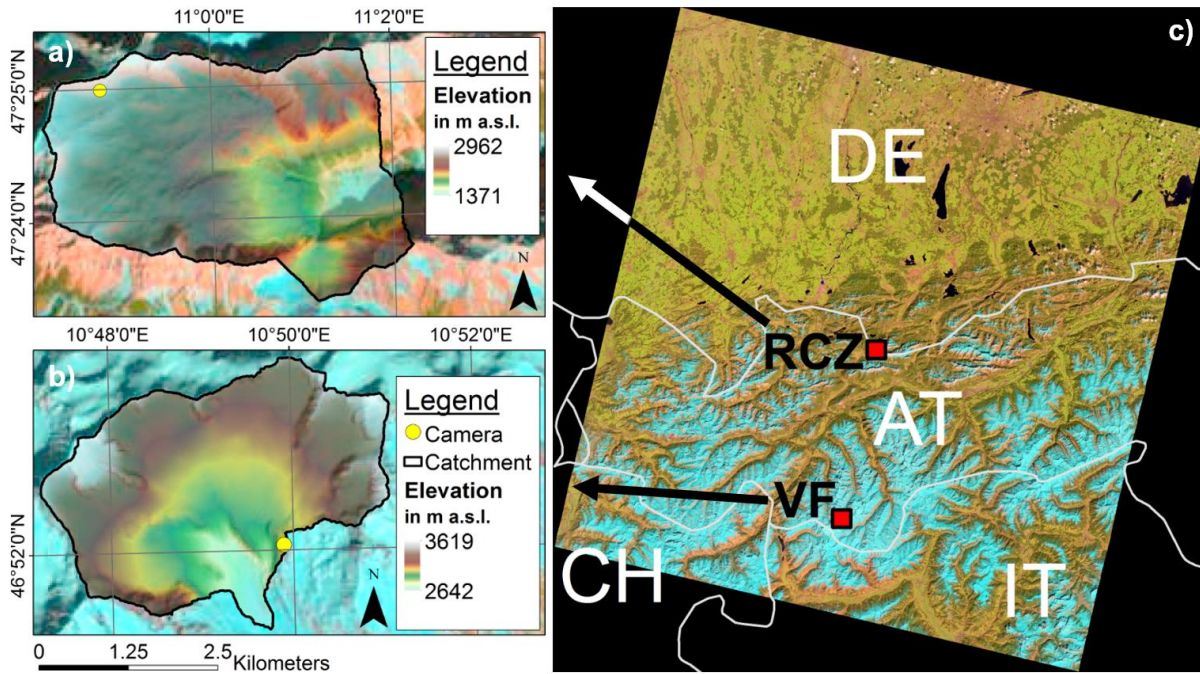 11°0'0"E
11°2'0"E
a)
47°25'0"N
47°24'0"N
Legend
Elevation
in m a.s.l.
2962
1371
N
10°48'0"E
10°50'0"E
10°52'0"E
b)
46°52'0"N
Legend
Camera
Catchment
Elevation
in m a.s.l.
3619
2642
N
0
1.25
2.5
Kilometers
c)
DE
RCZ
AT
VF
CH
IT